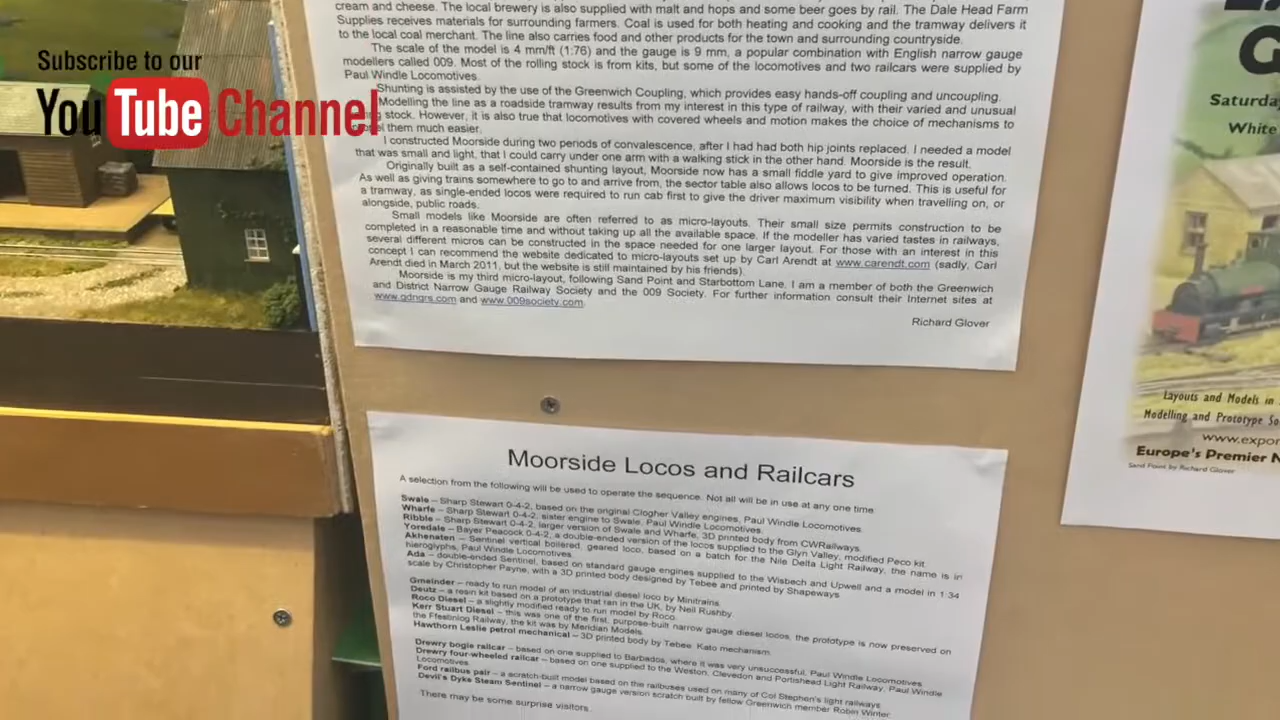 cream and cheese. The local brewery is also supplied with malt and hops and some beer goes by rail. The Dale Head Farm
Supplies receives materials for surrounding farmers. Coal is used for both heating and cooking and the tramway delivers it
to the local coal merchant. The line also carries food and other products for the town and surrounding countryside.
The scale of the model is 4 mm/ft (1:76) and the gauge is 9 mm, a popular combination with English narrow gauge
modellers called 009. Most of the rolling stock is from kits, but some of the locomotives and two railcars were supplied by
Paul Windle Locomotives.
Shunting is assisted by the use of the Greenwich Coupling, which provides easy hands-off coupling and uncoupling.
Modelling the line as a roadside tramway results from my interest in this type of railway, with their varied and unusual
stock. However, it is also true that locomotives with covered wheels and motion makes the choice of mechanisms to
them much easier.
I constructed Moorside during two periods of convalescence, after I had had both hip joints replaced. I needed a model
that was small and light, that I could carry under one arm with a walking stick in the other hand. Moorside is the result.
Originally built as a self-contained shunting layout, Moorside now has a small fiddle yard to give improved operation.
As well as giving trains somewhere to go to and arrive from, the sector table also allows locos to be turned. This is useful for
a tramway, as single-ended locos were required to run cab first to give the driver maximum visibility when travelling on, or
alongside, public roads.
Small models like Moorside are often referred to as micro-layouts. Their small size permits construction to be
completed in a reasonable time and without taking up all the available space. If the modeller has varied tastes in railways,
several different micros can be constructed in the space needed for one larger layout. For those with an interest in this
concept I can recommend the website dedicated to micro-layouts set up by Carl Arendt at www.carendt.com (sadly, Carl
Arendt died in March 2011, but the website is still maintained by his friends).
Moorside is my third micro-layout, following Sand Point and Starbottom Lane. I am a member of both the Greenwich
and District Narrow Gauge Railway Society and the 009 Society. For further information consult their Internet sites at
www.gdngrs.com and www.009society.com.
Richard Glover
Moorside Locos and Railcars
A selection from the following will be used to operate the sequence. Not all will be in use at any one time
Swale – Sharp Stewart 0-4-2, based on the original Clogher Valley engines, Paul Windle Locomotives.
Wharfe – Sharp Stewart 0-4-2, sister engine to Swale, Paul Windle Locomotives.
Ribble – Sharp Stewart 0-4-2, larger version of Swale and Wharfe, 3D printed body from CWRailways.
Yoredale – Bayer Peacock 0-4-2, a double-ended version of the locos supplied to the Glyn Valley, modified Peco kit.
Akhenaten – Sentinel vertical boilered, geared loco, based on a batch for the Nile Delta Light Railway, the name is in
hieroglyphs, Paul Windle Locomotives.
Ada – double-ended Sentinel, based on standard gauge engines supplied to the Wisbech and Upwell and a model in 1:34
scale by Christopher Payne, with a 3D printed body designed by Tebee and printed by Shapeways
Gmeinder – ready to run model of an industrial diesel loco by Minitrains.
Deutz – a resin kit based on a prototype that ran in the UK, by Neil Rushby.
Roco Diesel – a slightly modified ready to run model by Roco.
Kerr Stuart Diesel – this was one of the first, purpose-built narrow gauge diesel locos, the prototype is now preserved on
the Ffestiniog Railway, the kit was by Meridian Models.
Hawthorn Leslie petrol mechanical – 3D printed body by Tebee. Kato mechanism.
Drewry bogie railcar – based on one supplied to Barbados, where it was very unsuccessful, Paul Windle Locomotives.
Drewry four-wheeled railcar – based on one supplied to the Weston, Clevedon and Portishead Light Railway, Paul Windle
Locomotives.
Ford railbus pair – a scratch-built model based on the railbuses used on many of Col Stephen's light railways
Devil's Dyke Steam Sentinel – a narrow gauge version scratch built by fellow Greenwich member Robin Winter.
There may be some surprise visitors.
Saturda
White
Layouts and Models in
Modelling and Prototype So
www.expor
Europe's Premier N
Sand Point by Richard Glover
Subscribe to our
YouTube Channel